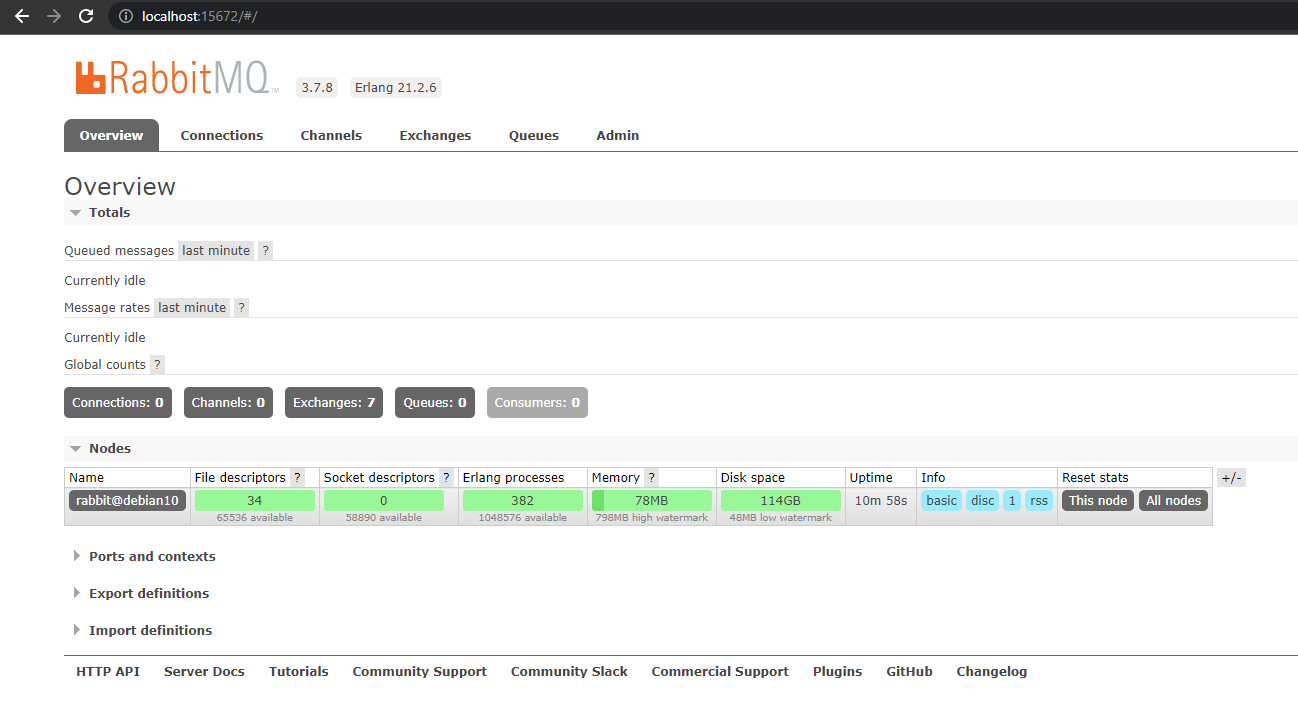 localhost:15672/#/
RabbitMQ TM 3.7.8 Erlang 21.2.6
Overview Connections Channels Exchanges Queues Admin
Overview
Totals
Queued messages last minute ?
Currently idle
Message rates last minute ?
Currently idle
Global counts ?
Connections: 0 Channels: 0 Exchanges: 7 Queues: 0 Consumers: 0
Nodes
Name File descriptors ? Socket descriptors ? Erlang processes Memory ? Disk space Uptime Info Reset stats +/-
rabbit@debian10 34 0 382 78MB 114GB 10m 58s basic disc 1 rss This node All nodes
65536 available 58890 available 1048576 available 798MB high watermark 48MB low watermark
Ports and contexts
Export definitions
Import definitions
HTTP API Server Docs Tutorials Community Support Community Slack Commercial Support Plugins GitHub Changelog